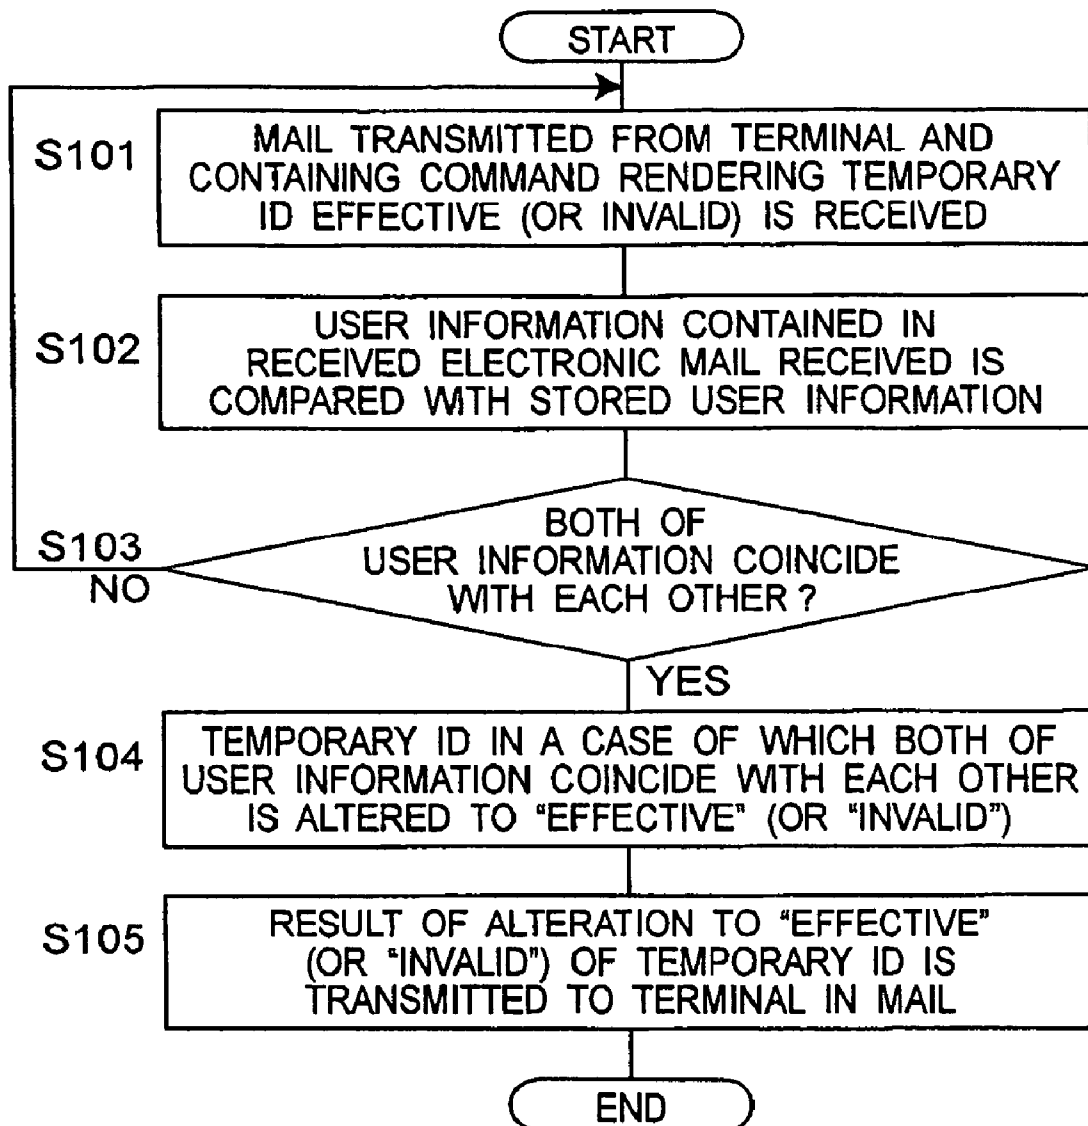 START
S101
MAIL TRANSMITTED FROM TERMINAL AND
CONTAINING COMMAND RENDERING TEMPORARY
ID EFFECTIVE (OR INVALID) IS RECEIVED
S102
USER INFORMATION CONTAINED IN
RECEIVED ELECTRONIC MAIL RECEIVED IS
COMPARED WITH STORED USER INFORMATION
S103
NO
BOTH OF
USER INFORMATION COINCIDE
WITH EACH OTHER ?
YES
S104
TEMPORARY ID IN A CASE OF WHICH BOTH OF
USER INFORMATION COINCIDE WITH EACH OTHER
IS ALTERED TO "EFFECTIVE" (OR "INVALID")
S105
RESULT OF ALTERATION TO "EFFECTIVE"
(OR "INVALID") OF TEMPORARY ID IS
TRANSMITTED TO TERMINAL IN MAIL
END